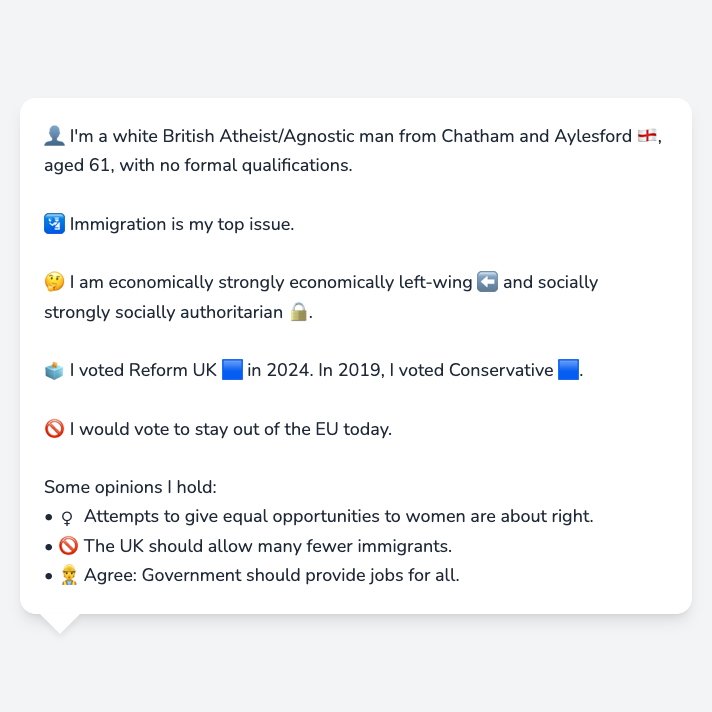 👤 I'm a white British Atheist/Agnostic man from Chatham and Aylesford 🏴󠁧󠁢󠁥󠁮󠁧󠁿,
aged 61, with no formal qualifications.
🛂 Immigration is my top issue.
🤔 I am economically strongly economically left-wing ⬅️ and socially
strongly socially authoritarian 🔒.
🗳️ I voted Reform UK 🟦 in 2024. In 2019, I voted Conservative 🟦.
🚫 I would vote to stay out of the EU today.
Some opinions I hold:
• ♀ Attempts to give equal opportunities to women are about right.
• 🚫 The UK should allow many fewer immigrants.
• 👷 Agree: Government should provide jobs for all.